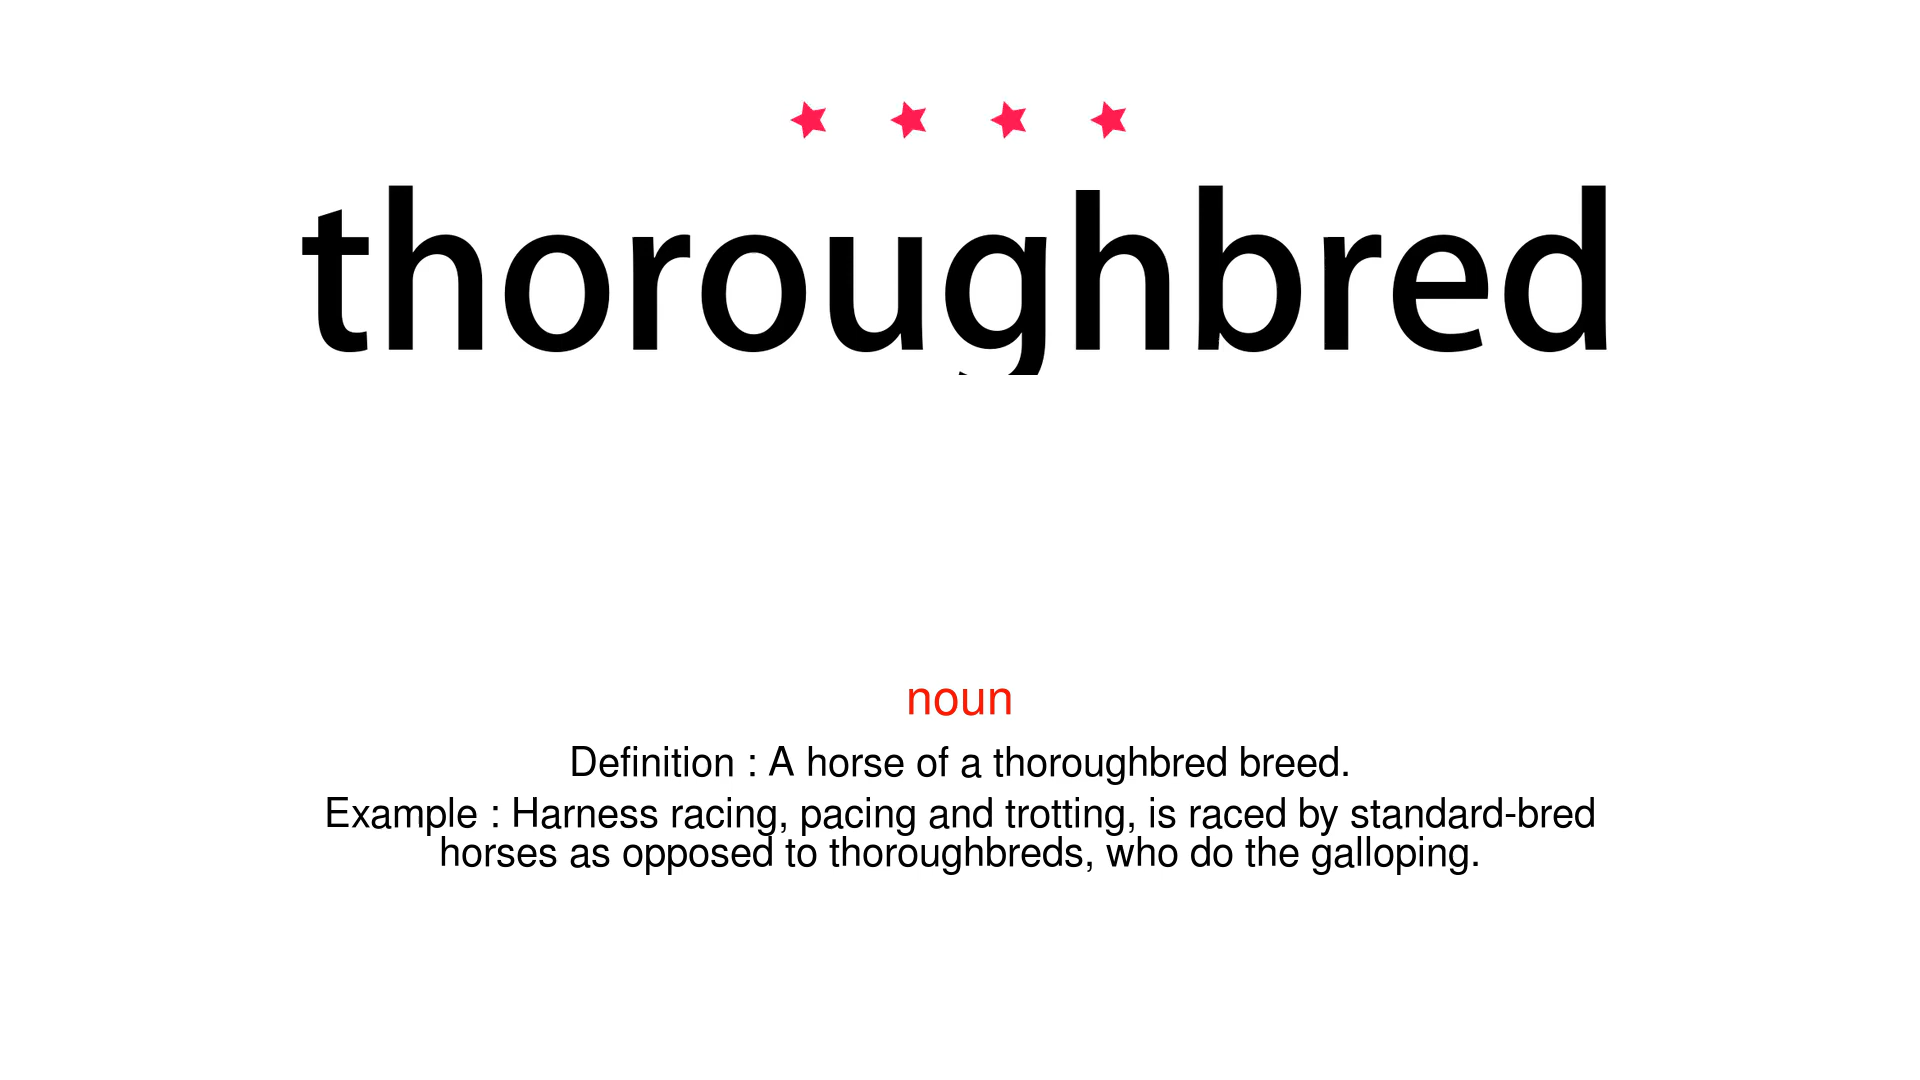 thoroughbred
noun
Definition : A horse of a thoroughbred breed.
Example : Harness racing, pacing and trotting, is raced by standard-bred
horses as opposed to thoroughbreds, who do the galloping.